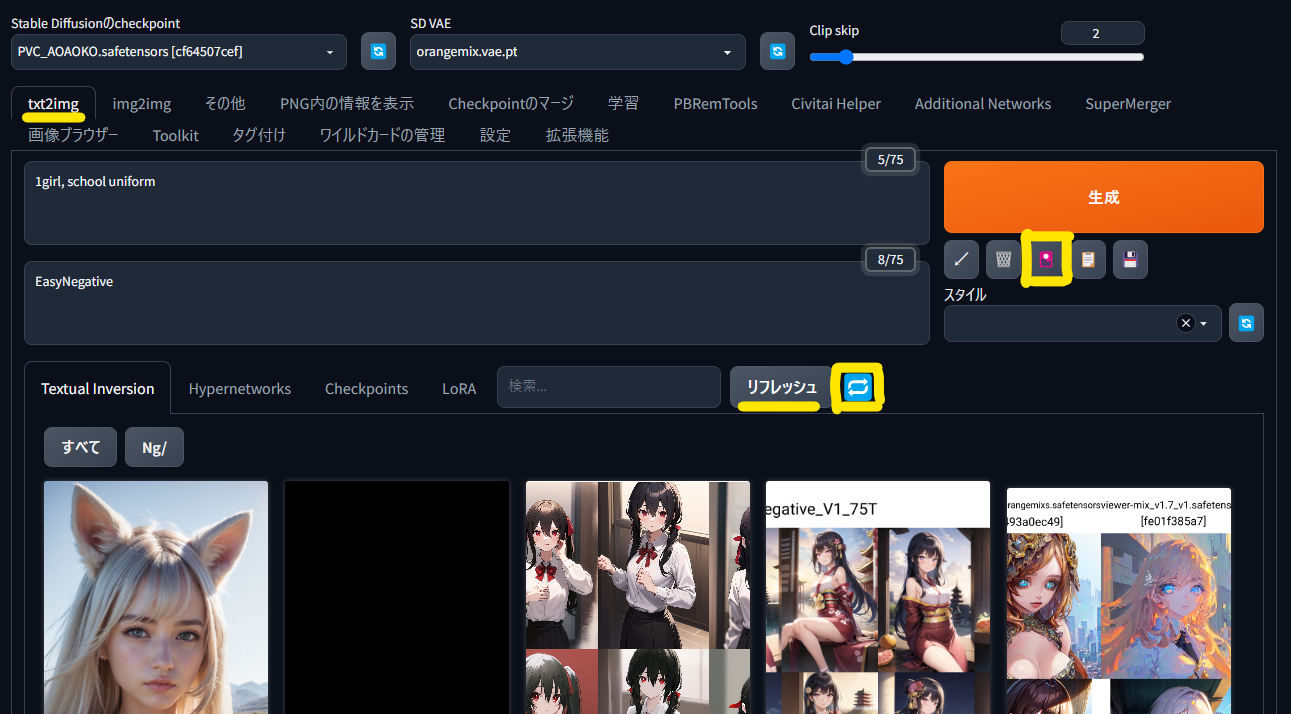 Stable Diffusionのcheckpoint
SD VAE
Clip skip
2
PVC_AOAOKO.safetensors [cf64507cef]
orangemix.vae.pt
txt2img
img2img
その他
PNG内の情報を表示
Checkpointのマージ
学習
PBRemTools
Civitai Helper
Additional Networks
SuperMerger
画像ブラウザー
Toolkit
タグ付け
ワイルドカードの管理
設定
拡張機能
5/75
1girl, school uniform
生成
8/75
EasyNegative
スタイル
Textual Inversion
Hypernetworks
Checkpoints
LoRA
検索...
リフレッシュ
すべて
Ng/
egative_V1_75T
rangemixs.safetensorsviewer-mix_v1.7_v1.safetens
93a0ec49]
[fe01f385a7]